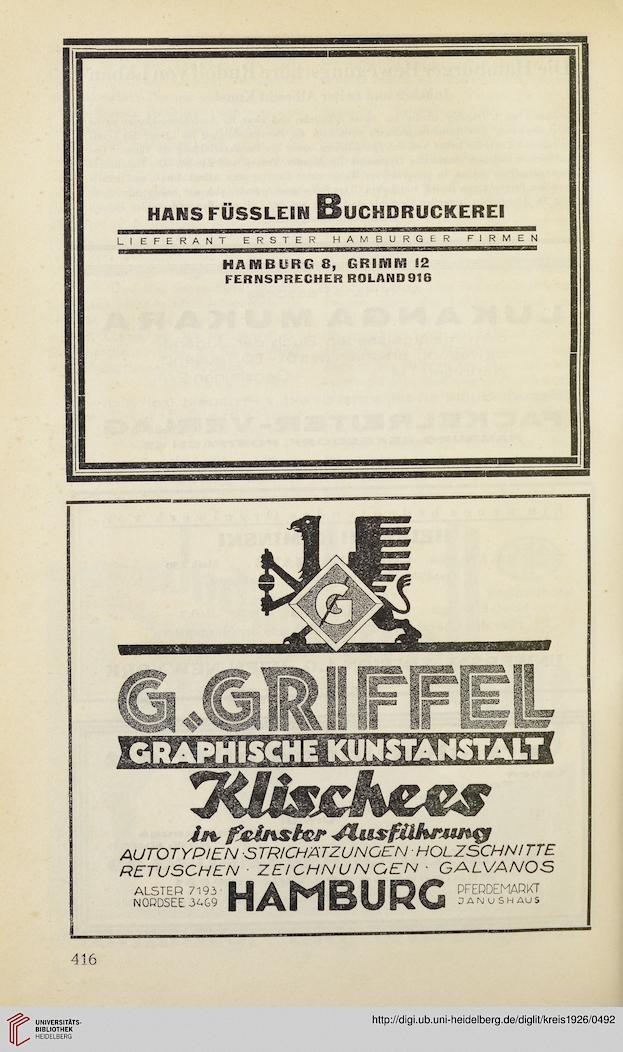 HANS FÜSSLEIN BUCHDRUCKEREI
LIEFERANT ERSTER HAMBURGER FIRMEN
HAMBURG 8, GRIMM 12
FERNSPRECHER ROLAND 916
G
G. GRIFFEL
GRAPHISCHE KUNSTANSTALT
Klischees
in feinster Ausführung
AUTOTYPIEN · STRICHÄTZUNGEN · HOLZSCHNITTE
RETUSCHEN · ZEICHNUNGEN · GALVANOS
ALSTER 7193 · HAMBURG PFERDEMARKT
NORDSEE 3469 JANUSHAUS
416
UNIVERSITÄTS-
BIBLIOTHEK
HEIDELBERG
http://digi.ub.uni-heidelberg.de/diglit/kreis1926/0492